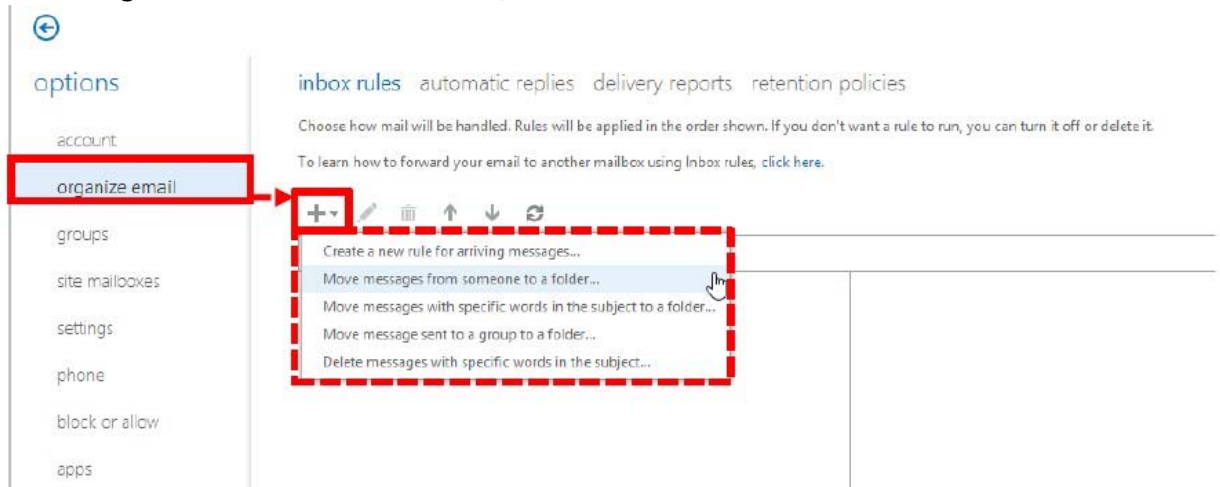 options
account
organize email
groups
site mailboxes
settings
phone
block or allow
apps
inbox rules automatic replies delivery reports retention policies
Choose how mail will be handled. Rules will be applied in the order shown. If you don't want a rule to run, you can turn it off or delete it.
To learn how to forward your email to another mailbox using Inbox rules, click here.
Create a new rule for arriving messages...
Move messages from someone to a folder...
Move messages with specific words in the subject to a folder...
Move message sent to a group to a folder...
Delete messages with specific words in the subject...